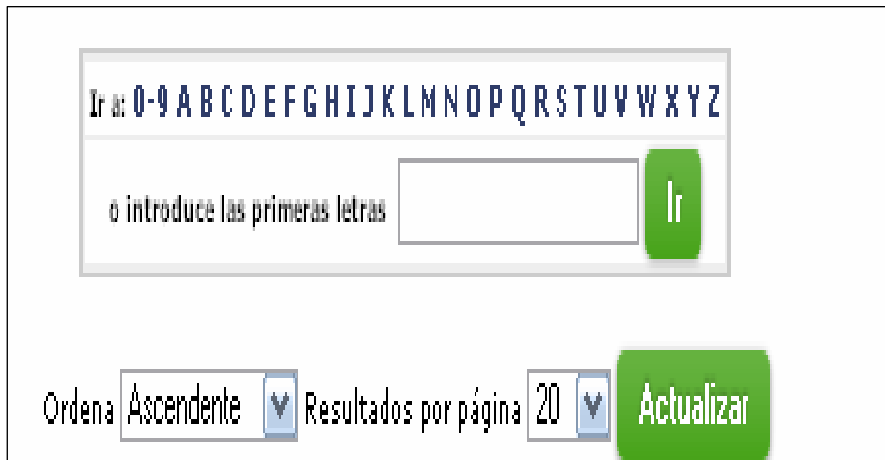 Ir a: 0-9 A B C D E F G H I J K L M N O P Q R S T U V W X Y Z
o introduce las primeras letras Ir
Ordena Ascendente Resultados por página 20 Actualizar